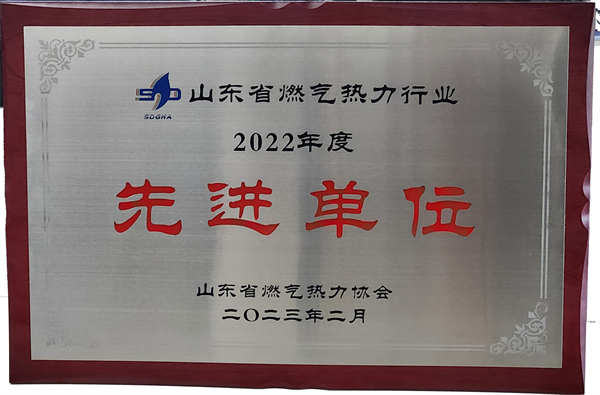 山东省燃气热力行业
SDGHA
2022年度
先进单位
山东省燃气热力协会
二〇二三年二月